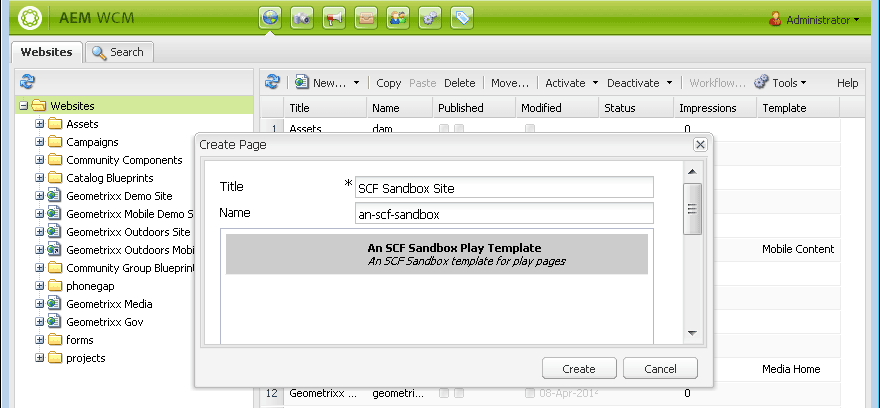 AEM WCM
Administrator
Websites
Search
New... Copy Paste Delete Move... Activate Deactivate Workflow... Tools Help
Websites
Assets
Campaigns
Community Components
Catalog Blueprints
Geometrixx Demo Site
Geometrixx Mobile Demo S
Geometrixx Outdoors Site
Geometrixx Outdoors Mobi
Community Group Blueprint
phonegap
Geometrixx Media
Geometrixx Gov
forms
projects
Title Name Published Modified Status Impressions Template
1 Assets dam 0
Mobile Content
Media Home
12 Geometrixx ... geometri... 08-Apr-2014 0
Create Page
Title * SCF Sandbox Site
Name an-scf-sandbox
An SCF Sandbox Play Template
An SCF Sandbox template for play pages
Create Cancel